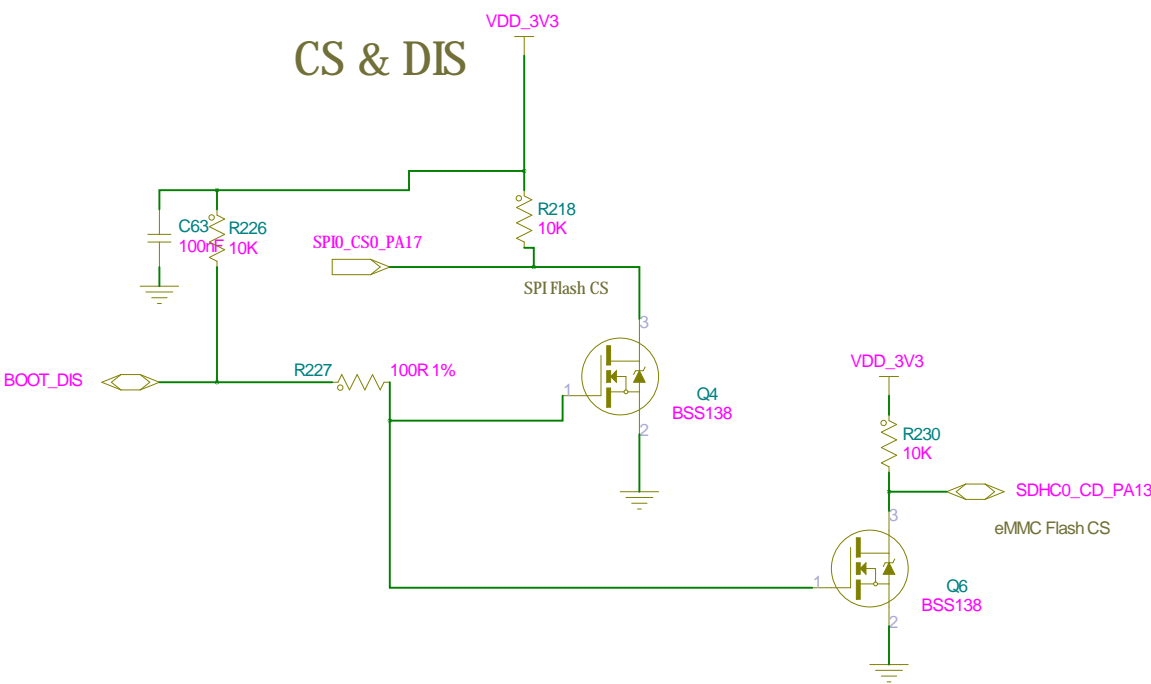 VDD_3V3
CS & DIS
C63
100nF
R226
10K
R218
10K
SPI0_CS0_PA17
SPI Flash CS
3
BOOT_DIS
R227
100R 1%
1
Q4
BSS138
2
VDD_3V3
R230
10K
SDHC0_CD_PA13
3
eMMC Flash CS
1
Q6
BSS138
2